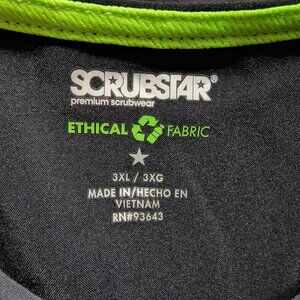 SCRUBSTAR®
premium scrubwear
ETHICAL FABRIC
3XL / 3XG
MADE IN/HECHO EN
VIETNAM
RN#93643